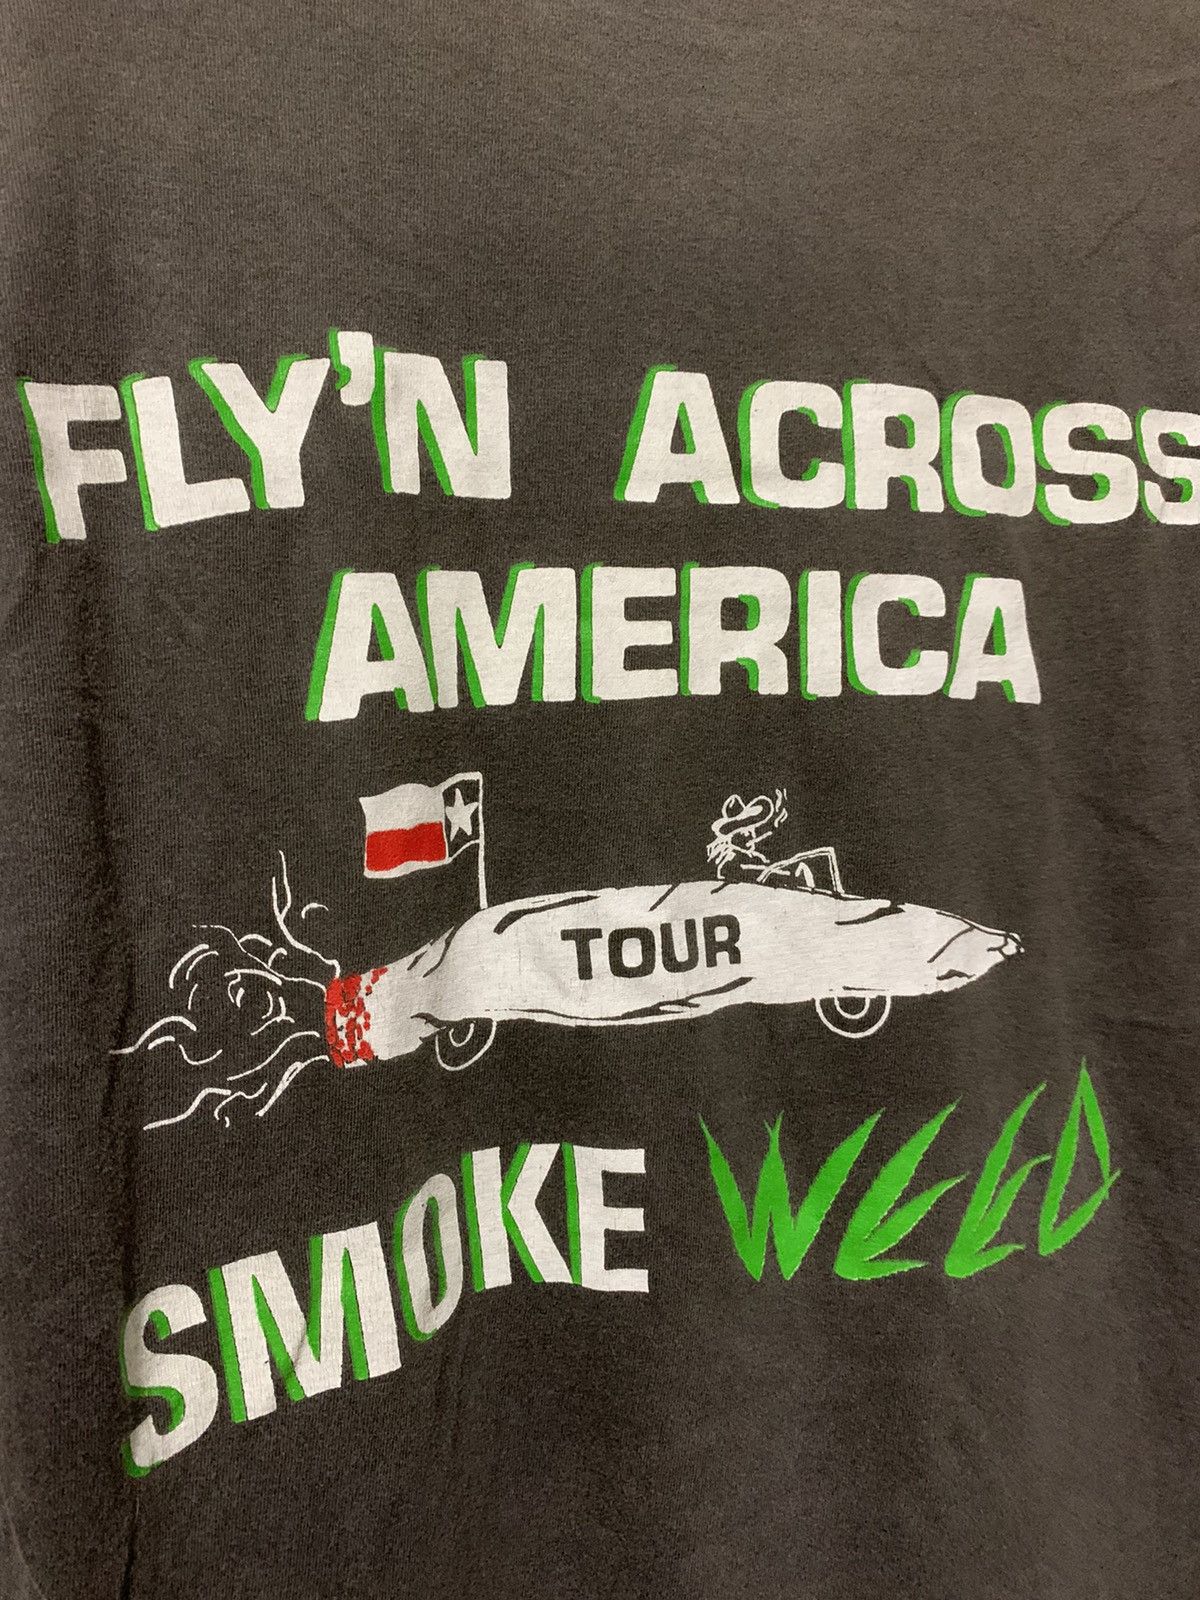 FLY'N ACROSS
AMERICA
TOUR
SMOKE WEED